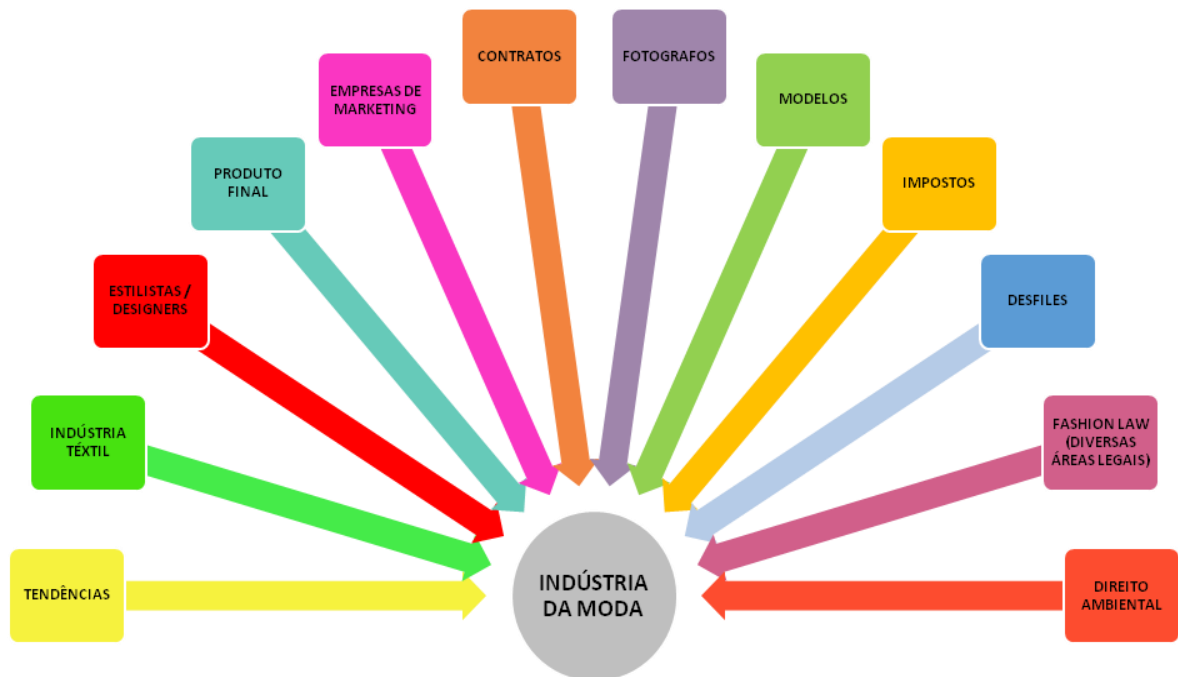 TENDÊNCIAS
INDÚSTRIA
TÉXTIL
ESTILISTAS /
DESIGNERS
PRODUTO
FINAL
EMPRESAS DE
MARKETING
CONTRATOS
FOTOGRAFOS
MODELOS
IMPOSTOS
DESFILES
FASHION LAW
(DIVERSAS
ÁREAS LEGAIS)
DIREITO
AMBIENTAL
INDÚSTRIA
DA MODA